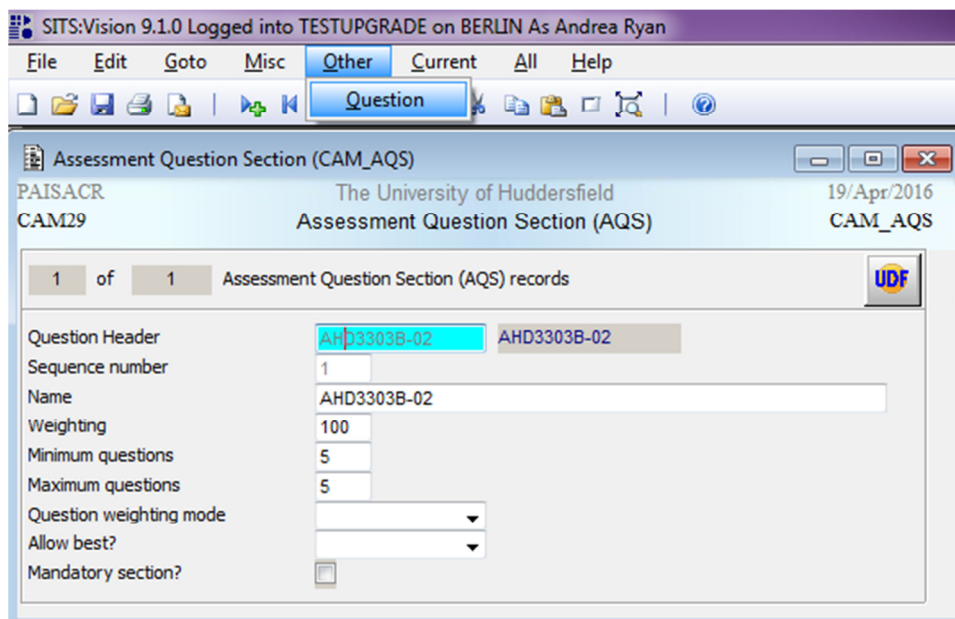 SITS:Vision 9.1.0 Logged into TESTUPGRADE on BERLIN As Andrea Ryan
File Edit Goto Misc Other Current All Help
Question
Assessment Question Section (CAM_AQS)
PAISACR The University of Huddersfield 19/Apr/2016
CAM29 Assessment Question Section (AQS) CAM_AQS
1 of 1 Assessment Question Section (AQS) records UDF
Question Header AHD3303B-02 AHD3303B-02
Sequence number 1
Name AHD3303B-02
Weighting 100
Minimum questions 5
Maximum questions 5
Question weighting mode
Allow best?
Mandatory section?